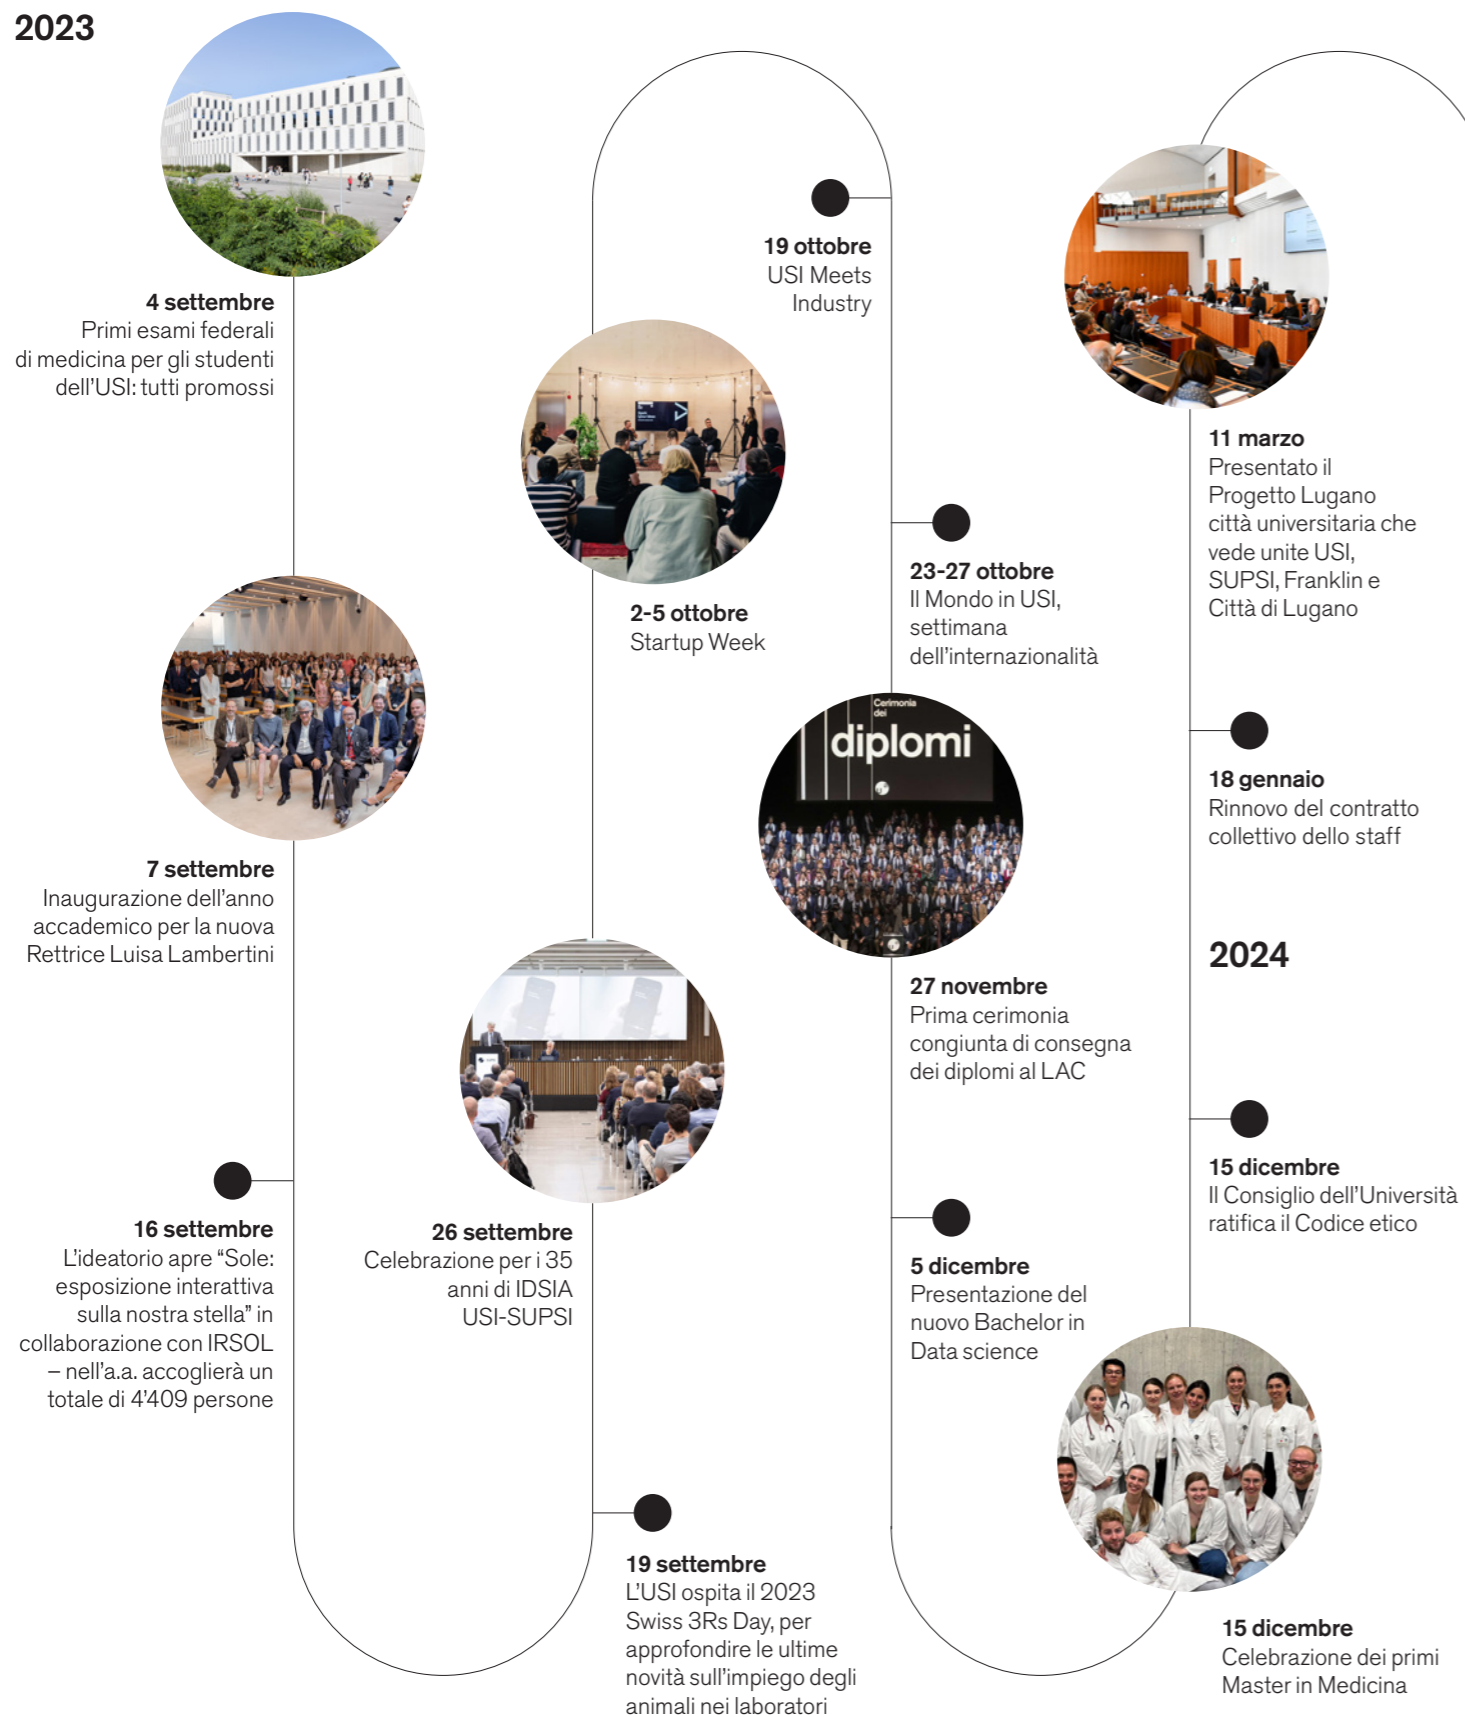 2023
4 settembre
Primi esami federali
di medicina per gli studenti
dell'USI: tutti promossi
7 settembre
Inaugurazione dell'anno
accademico per la nuova
Rettrice Luisa Lambertini
16 settembre
L'ideatorio apre “Sole:
esposizione interattiva
sulla nostra stella” in
collaborazione con IRSOL
– nell'a.a. accoglierà un
totale di 4'409 persone
19 settembre
L'USI ospita il 2023
Swiss 3Rs Day, per
approfondire le ultime
novità sull'impiego degli
animali nei laboratori
26 settembre
Celebrazione per i 35
anni di IDSIA
USI-SUPSI
2-5 ottobre
Startup Week
19 ottobre
USI Meets
Industry
23-27 ottobre
Il Mondo in USI,
settimana
dell'internazionalità
Cerimonia
dei
diplomi
27 novembre
Prima cerimonia
congiunta di consegna
dei diplomi al LAC
5 dicembre
Presentazione del
nuovo Bachelor in
Data science
15 dicembre
Celebrazione dei primi
Master in Medicina
15 dicembre
Il Consiglio dell'Università
ratifica il Codice etico
2024
18 gennaio
Rinnovo del contratto
collettivo dello staff
11 marzo
Presentato il
Progetto Lugano
città universitaria che
vede unite USI,
SUPSI, Franklin e
Città di Lugano